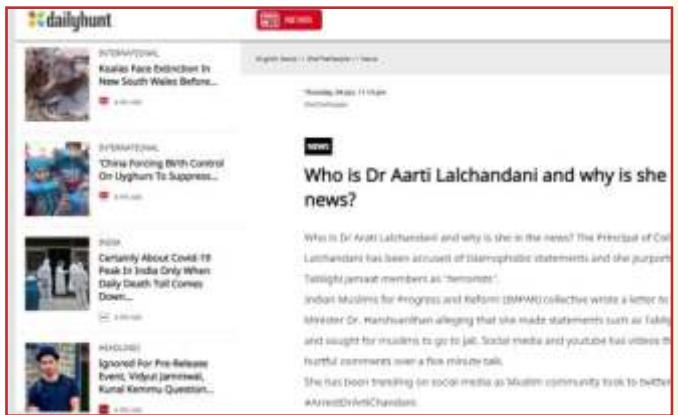 dailyhunt
NEWS
INTERNATIONAL
Koalas Face Extinction In
New South Wales Before...
INTERNATIONAL
'China Forcing Birth Control
On Uyghurs To Suppress...
INDIA
Certainly About Covid-19
Peak In India Only When
Daily Death Toll Comes
Down...
HEADLINES
Ignored For Pre-Release
Event, Vidyut Jammwal,
Kunal Kemmu Question...
NEWS
Who is Dr Aarti Lalchandani and why is she
news?
Who is Dr Arati Lalchandani and why is she in the news? The Principal of
Lalchandani has been accused of Islamophobic statements and she
Tablighi Jamaat members as "terrorists".
Indian Muslims for Progress and Reform (IMPAR) collective wrote a letter to
Minister Dr. alleging that she made statements such as
and sought for muslims to go to jail. Social media and youtube has videos
hurtful comments over a five minute talk.
She has been trending on social media as Muslim community took to twitter